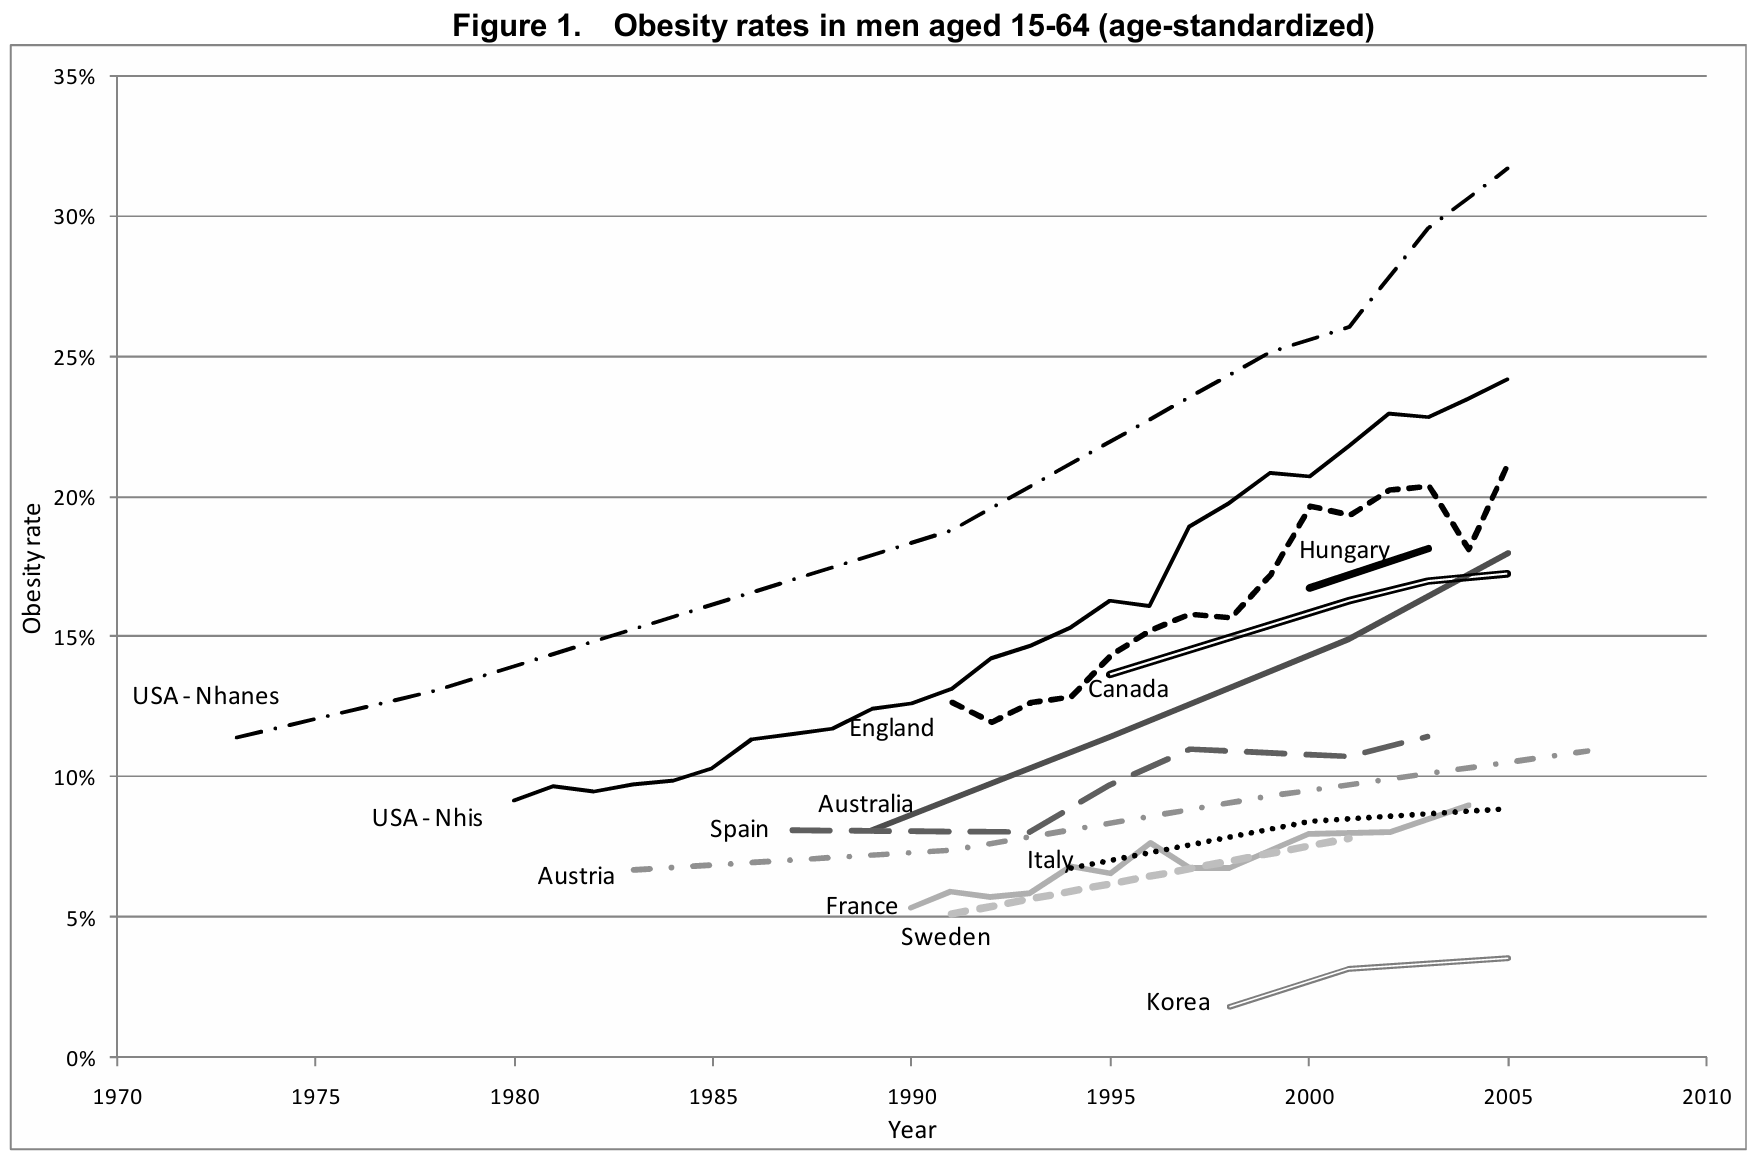 Figure 1. Obesity rates in men aged 15-64 (age-standardized)
35%
30%
25%
20%
15%
10%
5%
0%
Obesity rate
Hungary
USA - Nhanes
Canada
England
Australia
USA - Nhis
Spain
Italy
Austria
France
Sweden
Korea
1970 1975 1980 1985 1990 1995 2000 2005 2010
Year